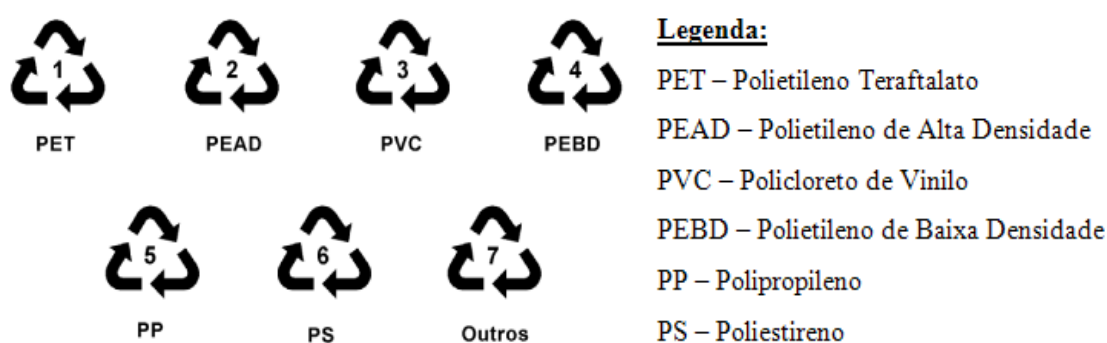 1 2 3 4
PET PEAD PVC PEBD
5 6 7
PP PS Outros
Legenda:
PET – Polietileno Teraftalato
PEAD – Polietileno de Alta Densidade
PVC – Policloreto de Vinilo
PEBD – Polietileno de Baixa Densidade
PP – Polipropileno
PS – Poliestireno